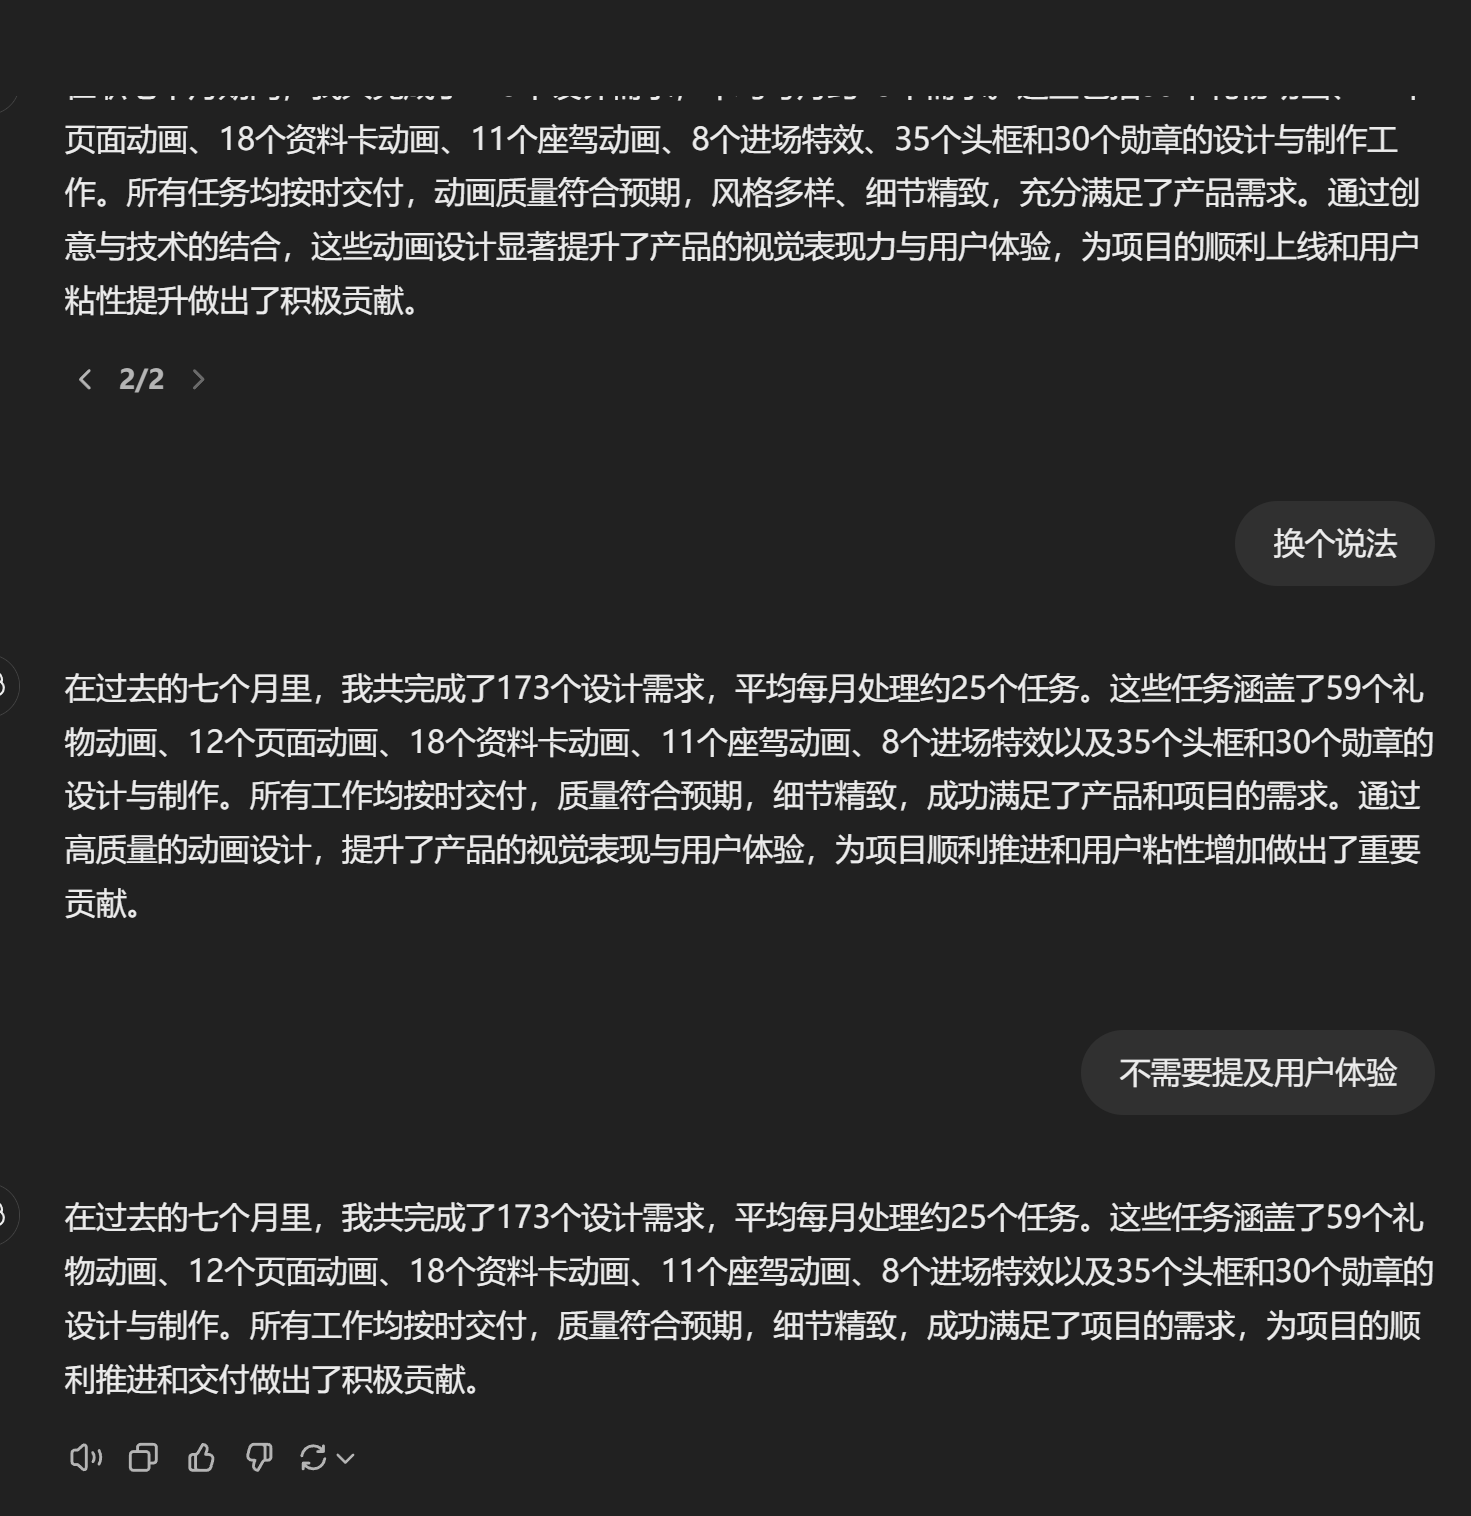 页面动画、18个资料卡动画、11个座驾动画、8个进场特效、35个头框和30个勋章的设计与制作工
作。所有任务均按时交付，动画质量符合预期，风格多样、细节精致，充分满足了产品需求。通过创
意与技术的结合，这些动画设计显著提升了产品的视觉表现力与用户体验，为项目的顺利上线和用户
粘性提升做出了积极贡献。
2/2
换个说法
在过去的七个月里，我共完成了173个设计需求，平均每月处理约25个任务。这些任务涵盖了59个礼
物动画、12个页面动画、18个资料卡动画、11个座驾动画、8个进场特效以及35个头框和30个勋章的
设计与制作。所有工作均按时交付，质量符合预期，细节精致，成功满足了产品和项目的需求。通过
高质量的动画设计，提升了产品的视觉表现与用户体验，为项目顺利推进和用户粘性增加做出了重要
贡献。
不需要提及用户体验
在过去的七个月里，我共完成了173个设计需求，平均每月处理约25个任务。这些任务涵盖了59个礼
物动画、12个页面动画、18个资料卡动画、11个座驾动画、8个进场特效以及35个头框和30个勋章的
设计与制作。所有工作均按时交付，质量符合预期，细节精致，成功满足了项目的需求，为项目的顺
利推进和交付做出了积极贡献。